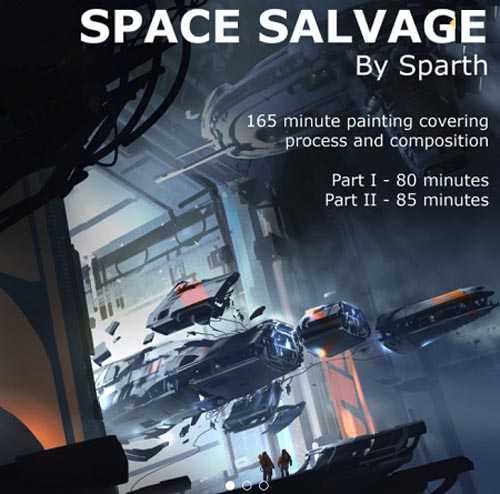 SPACE SALVAGE
By Sparth
165 minute painting covering
process and composition
Part I - 80 minutes
Part II - 85 minutes